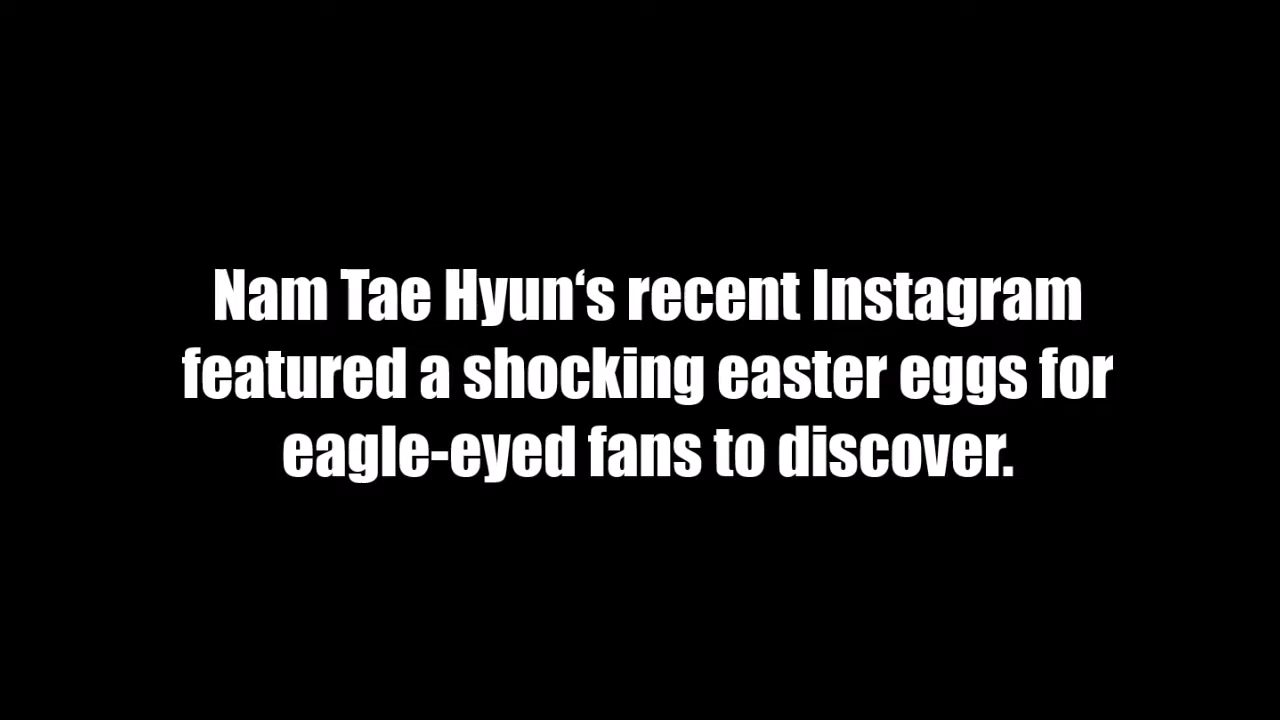 Nam Tae Hyun‘s recent Instagram
featured a shocking easter eggs for
eagle-eyed fans to discover.